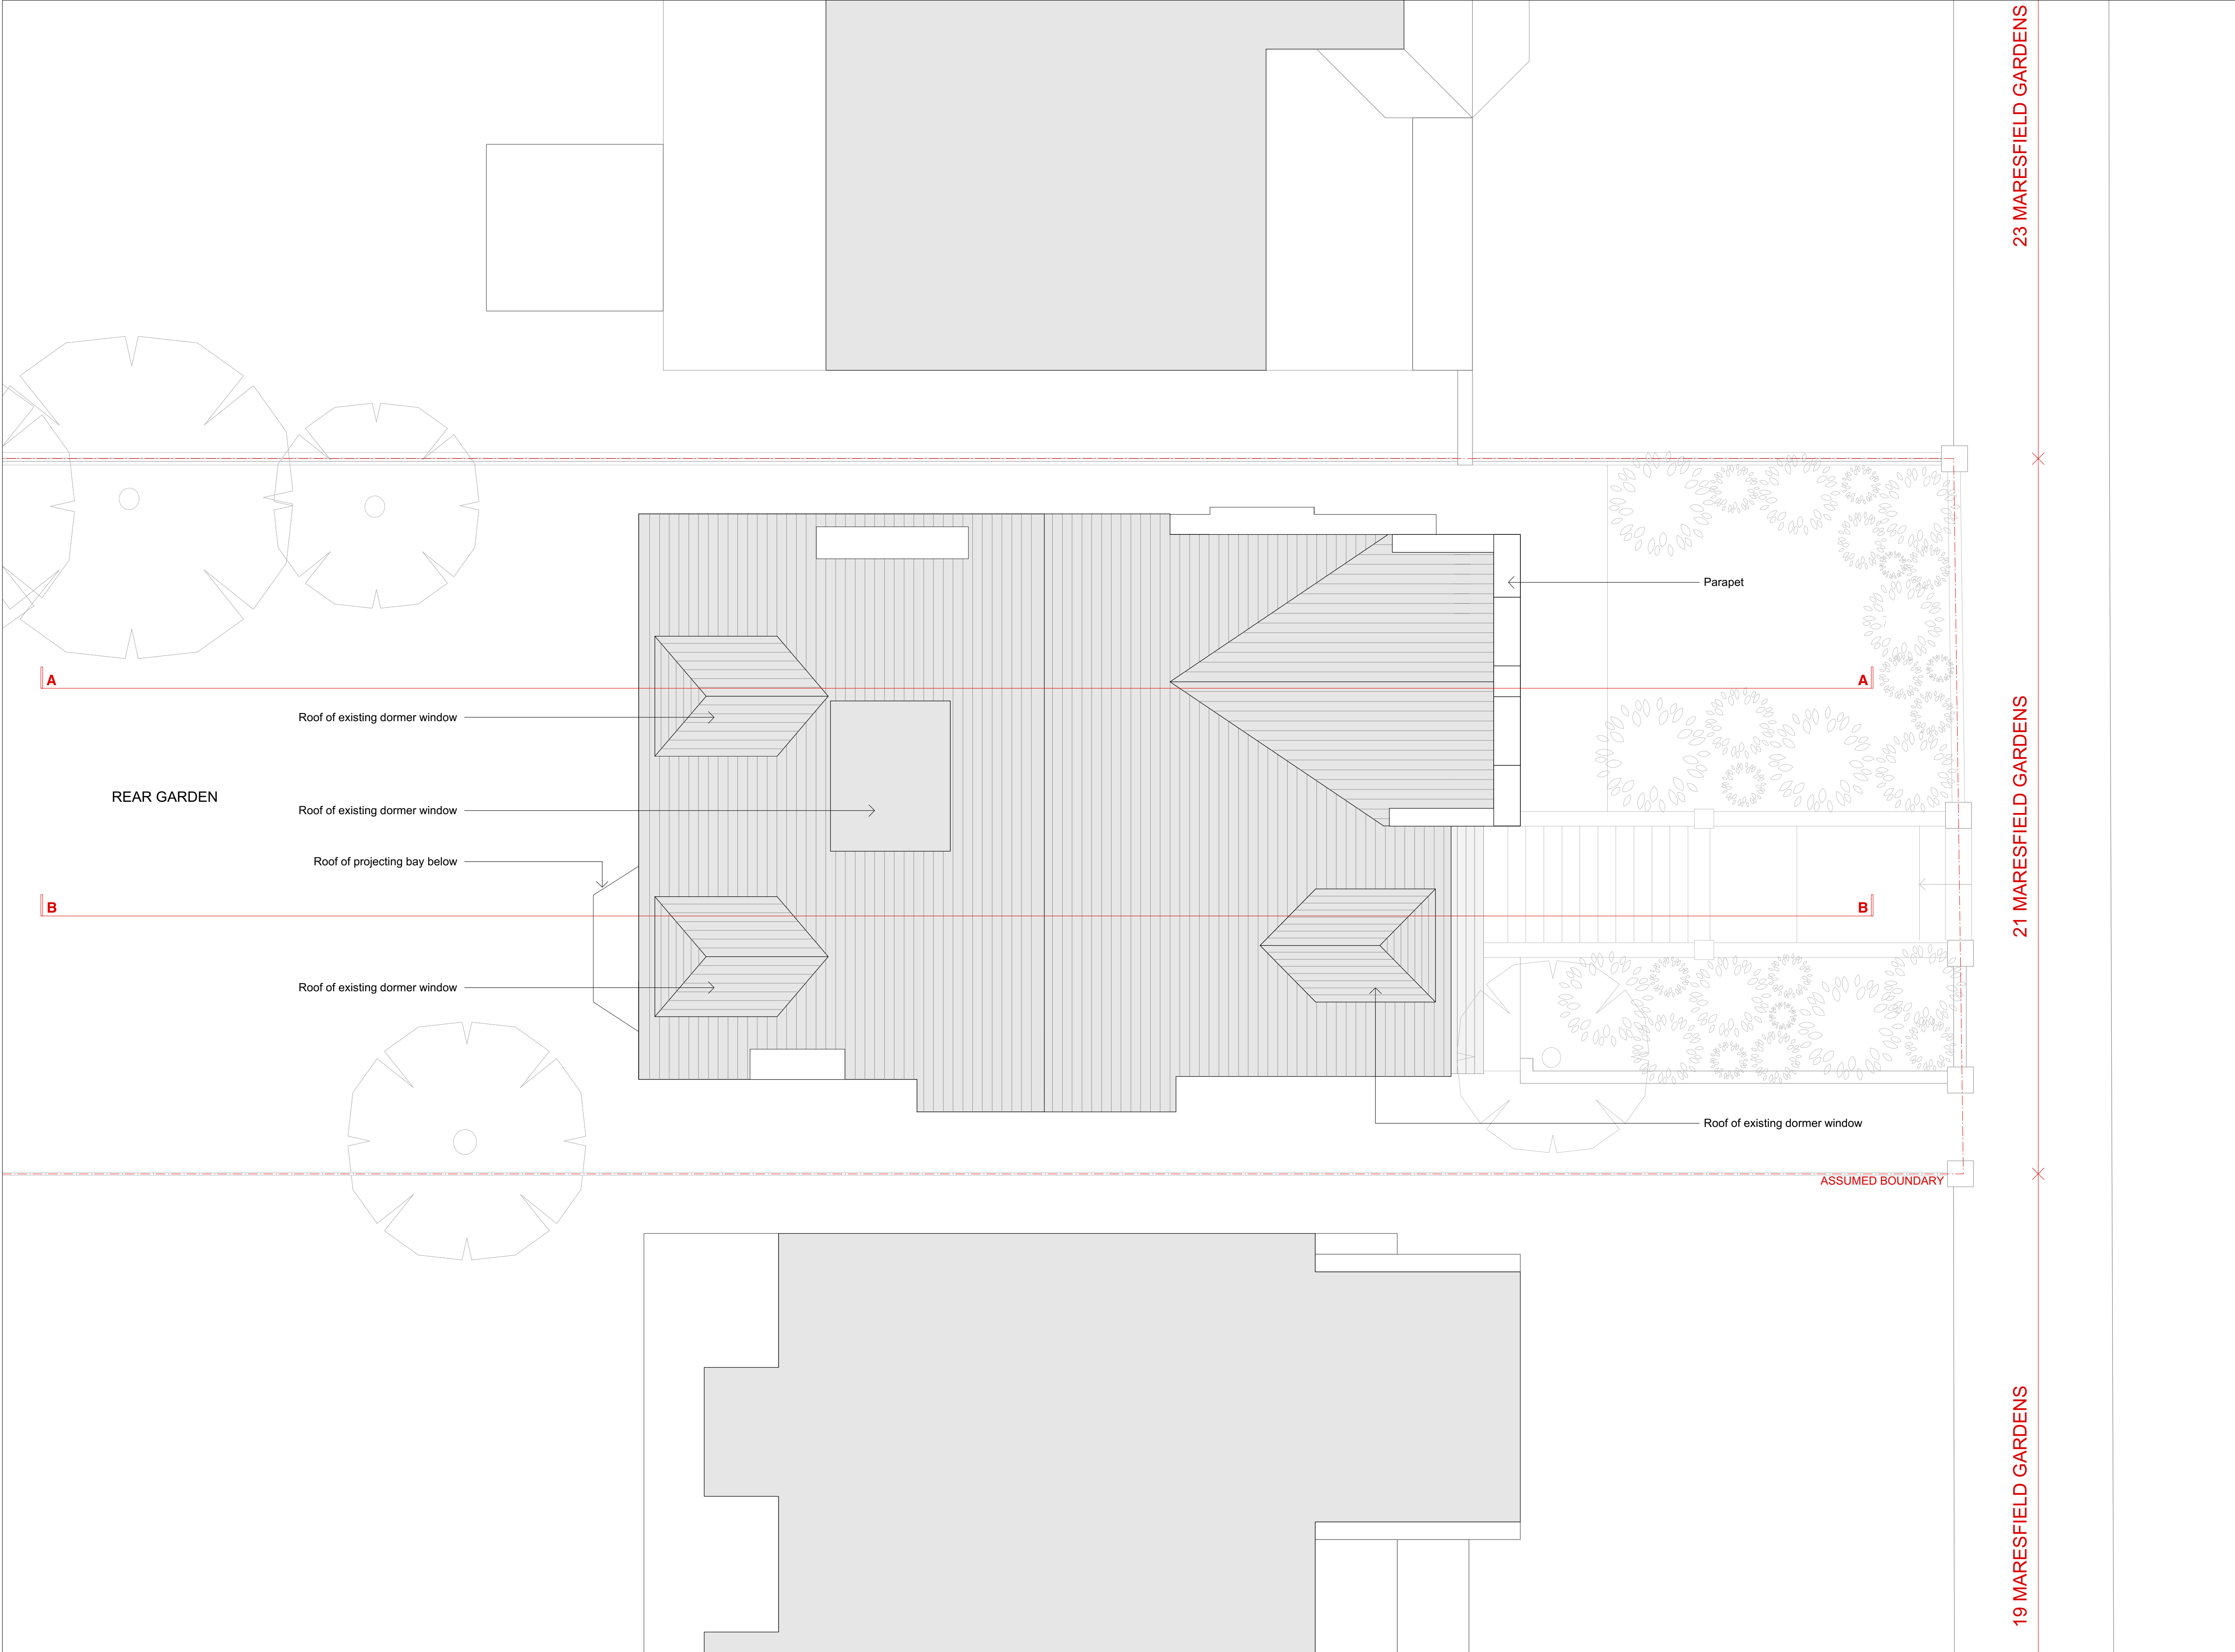 23 MARESFIELD GARDENS
Parapet
A
A
Roof of existing dormer window
21 MARESFIELD GARDENS
REAR GARDEN
Roof of existing dormer window
Roof of projecting bay below
B
B
Roof of existing dormer window
Roof of existing dormer window
ASSUMED BOUNDARY
19 MARESFIELD GARDENS